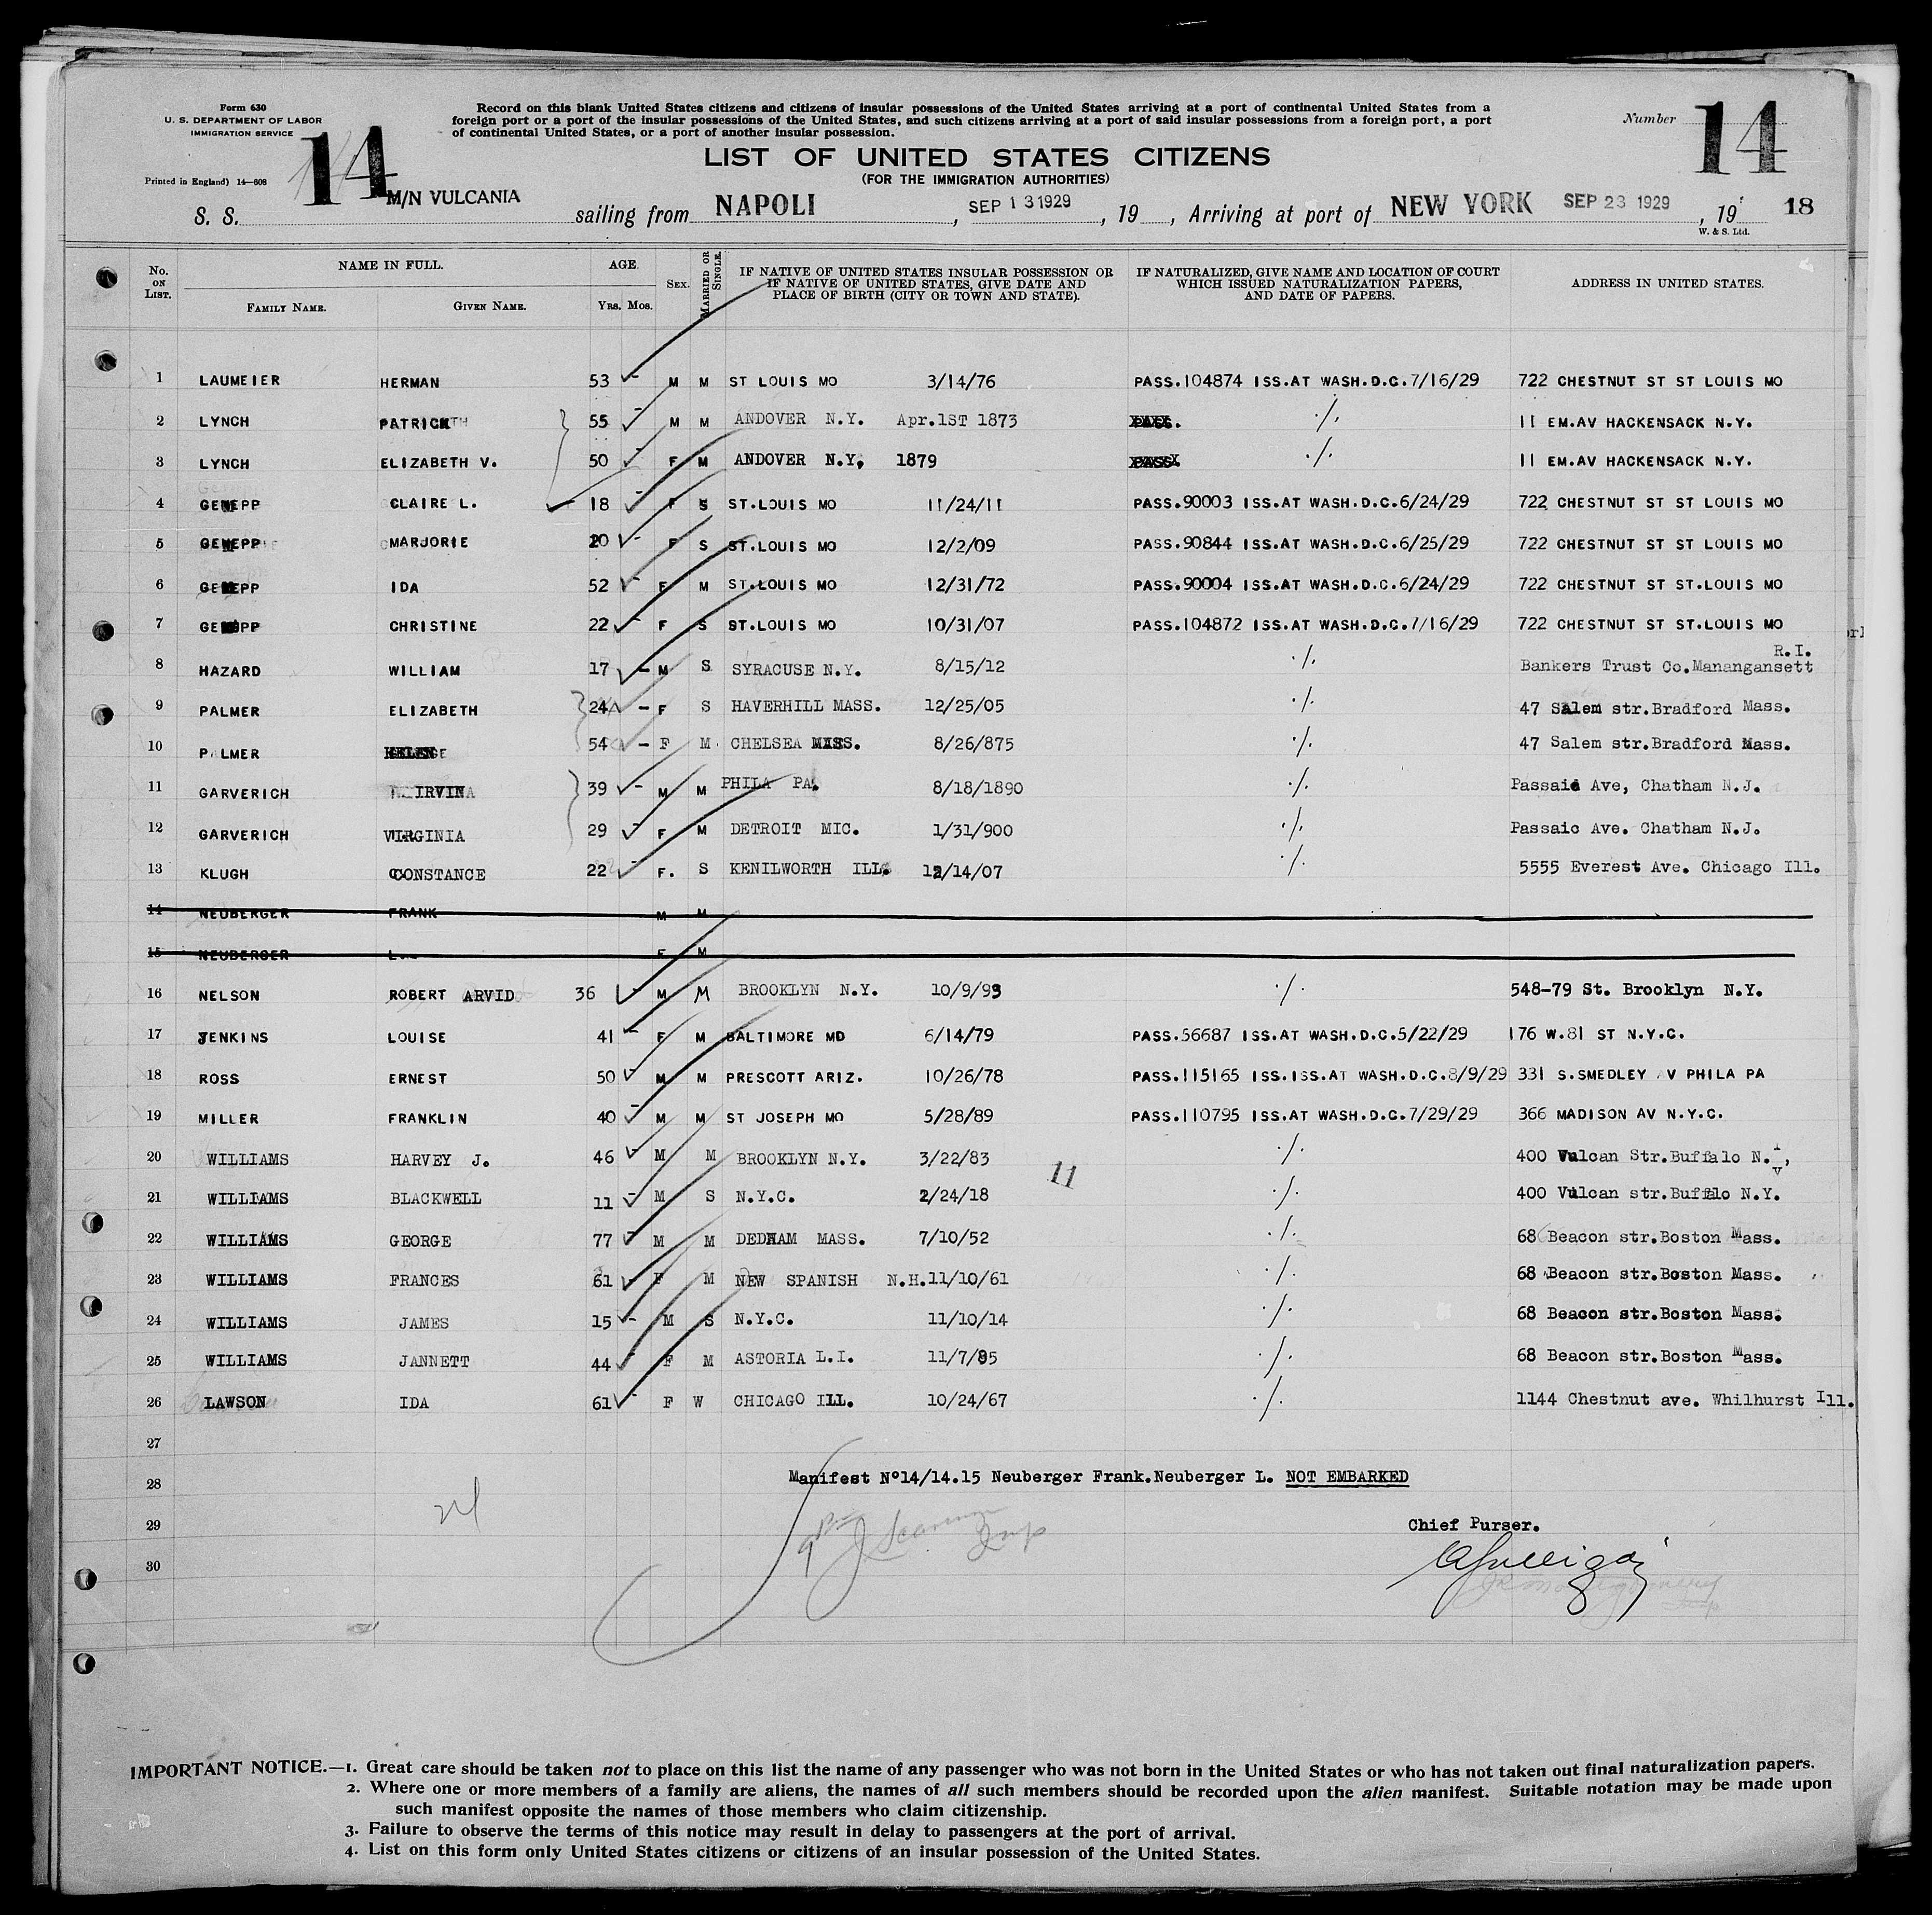 Form 630
U. S. DEPARTMENT OF LABOR
IMMIGRATION SERVICE
Printed in England) 14—608
14
Record on this blank United States citizens and citizens of insular possessions of the United States arriving at a port of continental United States from a
foreign port or a port of the insular possessions of the United States, and such citizens arriving at a port of said insular possessions from a foreign port, a port
of continental United States, or a port of another insular possession.
Number 14
LIST OF UNITED STATES CITIZENS
(FOR THE IMMIGRATION AUTHORITIES)
S. S. M/N VULCANIA sailing from NAPOLI, SEP 13 1929, 19 , Arriving at port of NEW YORK SEP 23 1929, 19 18
W. & S. Ltd.
No. ON LIST. NAME IN FULL. FAMILY NAME. GIVEN NAME. AGE. YRS. MOS. SEX. MARRIED OR SINGLE. IF NATIVE OF UNITED STATES INSULAR POSSESSION OR IF NATIVE OF UNITED STATES, GIVE DATE AND PLACE OF BIRTH (CITY OR TOWN AND STATE). IF NATURALIZED, GIVE NAME AND LOCATION OF COURT WHICH ISSUED NATURALIZATION PAPERS, AND DATE OF PAPERS. ADDRESS IN UNITED STATES.
1 LAUMEIER HERMAN 53 - M M ST LOUIS MO 3/14/76 PASS.104874 ISS.AT WASH.D.C.7/16/29 722 CHESTNUT ST ST LOUIS MO
2 LYNCH PATRICK 55 - M M ANDOVER N.Y. Apr.1ST 1873 ./. 11 EM.AV HACKENSACK N.Y.
3 LYNCH ELIZABETH V. 50 - F M ANDOVER N.Y, 1879 ./. 11 EM.AV HACKENSACK N.Y.
4 CLAIRE L. 18 - F S ST.LOUIS MO 11/24/11 PASS.90003 ISS.AT WASH.D.C.6/24/29 722 CHESTNUT ST ST LOUIS MO
5 MARJORIE 20 - F S ST.LOUIS MO 12/2/09 PASS.90844 ISS.AT WASH.D.C.6/25/29 722 CHESTNUT ST ST LOUIS MO
6 IDA 52 - F M ST.LOUIS MO 12/31/72 PASS.90004 ISS.AT WASH.D.C.6/24/29 722 CHESTNUT ST ST.LOUIS MO
7 CHRISTINE 22 - F S ST.LOUIS MO 10/31/07 PASS.104872 ISS.AT WASH.D.C.7/16/29 722 CHESTNUT ST ST.LOUIS MO
8 HAZARD WILLIAM 17 - M S SYRACUSE N.Y. 8/15/12 ./. Bankers Trust Co.Manangansett R.I.
9 PALMER ELIZABETH 24 - F S HAVERHILL MASS. 12/25/05 ./. 47 Salem str.Bradford Mass.
10 PALMER 54 - F M CHELSEA MASS. 8/26/875 ./. 47 Salem str.Bradford Mass.
11 GARVERICH IRVIN 39 - M M PHILA PA. 8/18/1890 ./. Passaic Ave, Chatham N.J.
12 GARVERICH VIRGINIA 29 - F M DETROIT MIC. 1/31/900 ./. Passaic Ave. Chatham N.J.
13 KLUGH CONSTANCE 22 - F. S KENILWORTH ILL. 12/14/07 ./. 5555 Everest Ave. Chicago Ill.
14 NEUBERGER FRANK M M
15 NEUBERGER L. F M
16 NELSON ROBERT ARVID 36 - M M BROOKLYN N.Y. 10/9/93 ./. 548-79 St. Brooklyn N.Y.
17 JENKINS LOUISE 41 - F M BALTIMORE MD 6/14/79 PASS.56687 ISS.AT WASH.D.C.5/22/29 176 W.81 ST N.Y.C.
18 ROSS ERNEST 50 - M M PRESCOTT ARIZ. 10/26/78 PASS.115165 ISS.ISS.AT WASH.D.C.8/9/29 331 S.SMEDLEY AV PHILA PA
19 MILLER FRANKLIN 40 - M M ST JOSEPH MO 5/28/89 PASS.110795 ISS.AT WASH.D.C.7/29/29 366 MADISON AV N.Y.C.
20 WILLIAMS HARVEY J. 46 - M M BROOKLYN N.Y. 3/22/83 ./. 400 Vulcan Str.Buffalo N.Y.
11
21 WILLIAMS BLACKWELL 11 - M S N.Y.C. 2/24/18 ./. 400 Vulcan str.Buffalo N.Y.
22 WILLIAMS GEORGE 77 - M M DEDHAM MASS. 7/10/52 ./. 68 Beacon str.Boston Mass.
23 WILLIAMS FRANCES 61 - F M NEW SPANISH N.H.11/10/61 ./. 68 Beacon str.Boston Mass.
24 WILLIAMS JAMES 15 - M S N.Y.C. 11/10/14 ./. 68 Beacon str.Boston Mass.
25 WILLIAMS JANNETT 44 - F M ASTORIA L.I. 11/7/85 ./. 68 Beacon str.Boston Mass.
26 LAWSON IDA 61 - F W CHICAGO ILL. 10/24/67 ./. 1144 Chestnut ave. Whilhurst Ill.
27
28 Manifest N°14/14.15 Neuberger Frank.Neuberger L. NOT EMBARKED
29 Chief Purser.
30
IMPORTANT NOTICE.—1. Great care should be taken not to place on this list the name of any passenger who was not born in the United States or who has not taken out final naturalization papers.
2. Where one or more members of a family are aliens, the names of all such members should be recorded upon the alien manifest. Suitable notation may be made upon
such manifest opposite the names of those members who claim citizenship.
3. Failure to observe the terms of this notice may result in delay to passengers at the port of arrival.
4. List on this form only United States citizens or citizens of an insular possession of the United States.